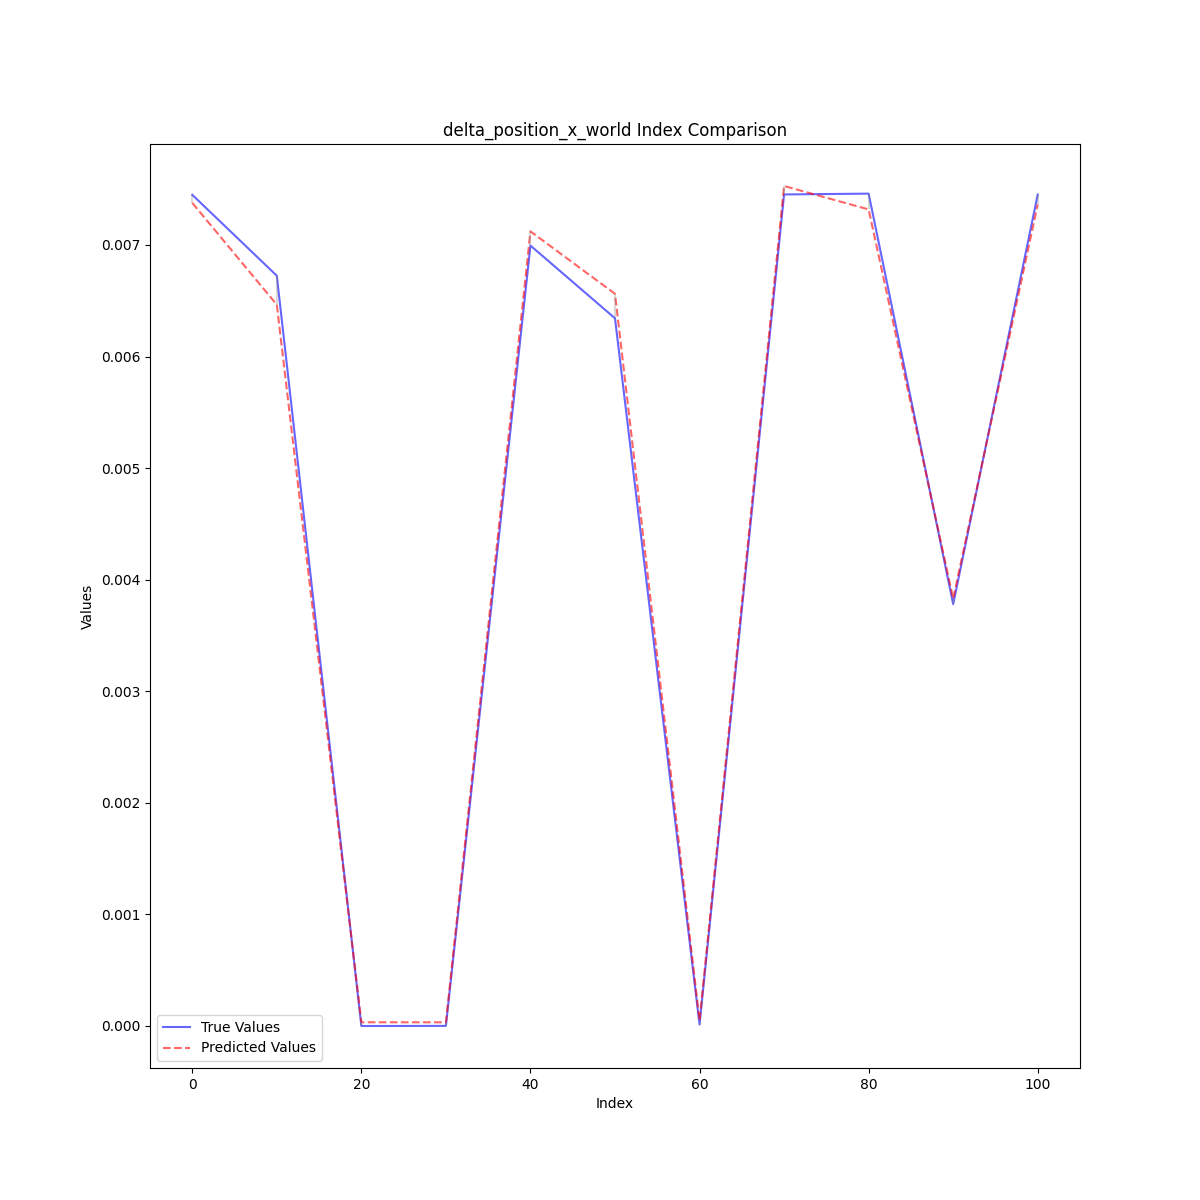 delta_position_x_world Index Comparison
Values
0.007
0.006
0.005
0.004
0.003
0.002
0.001
0.000
True Values
Predicted Values
0 20 40 60 80 100
Index